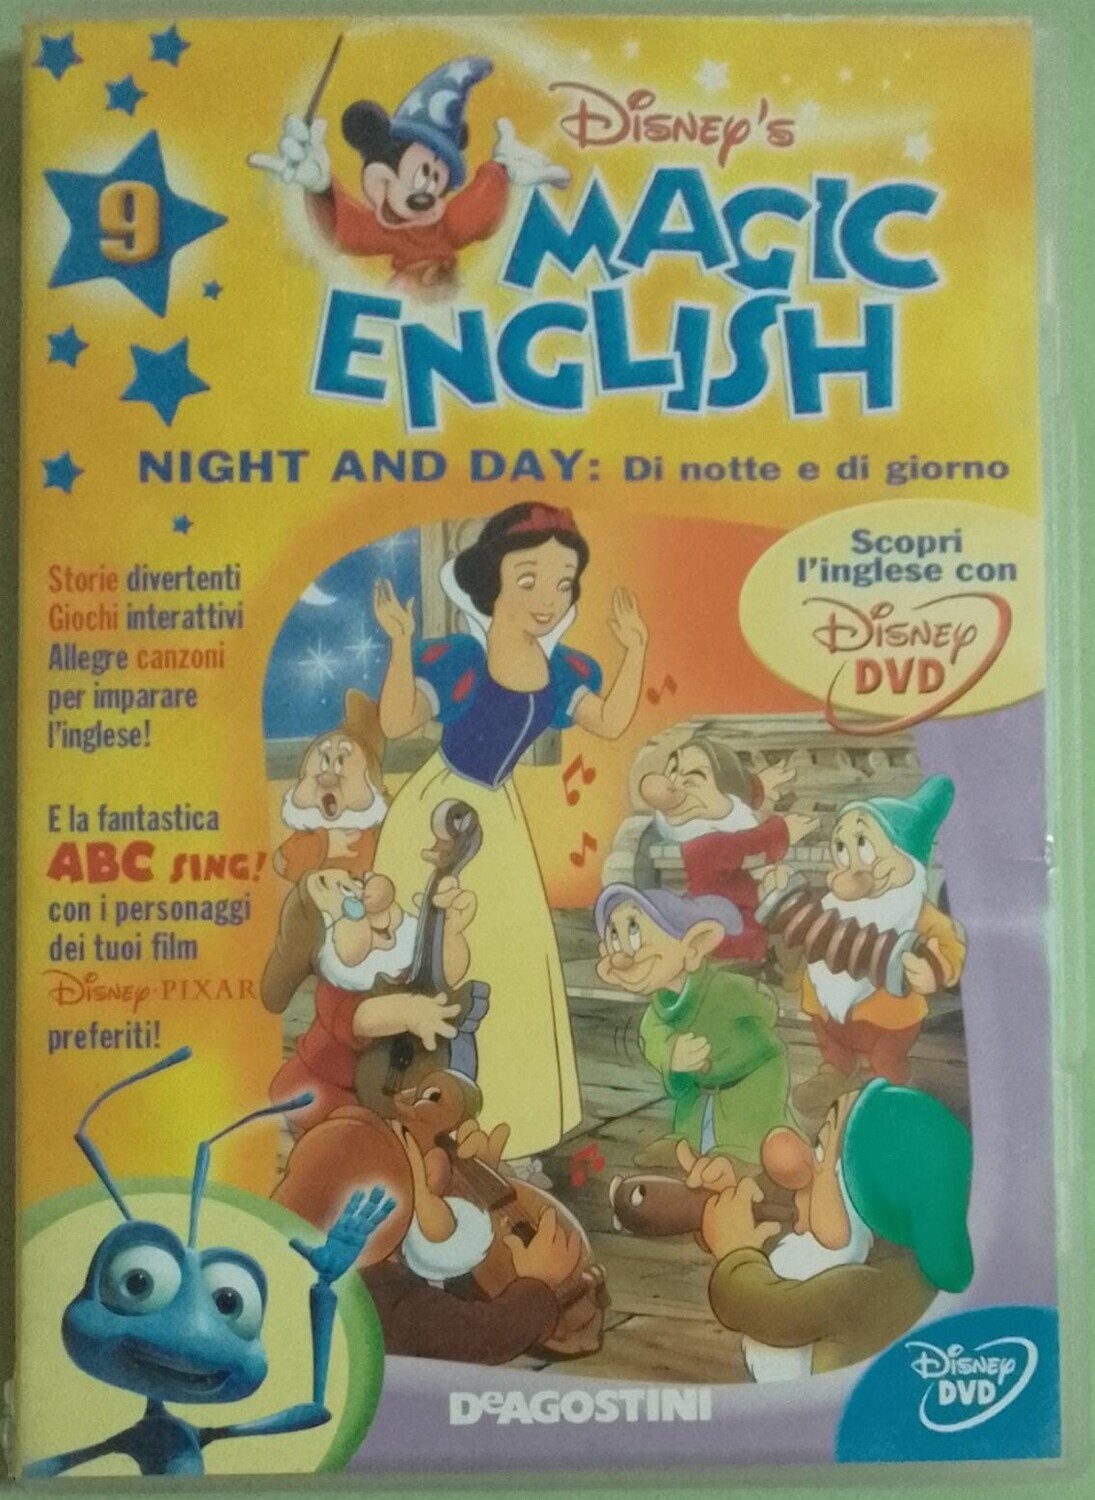 9
Disney's
MAGIC
ENGLISH
NIGHT AND DAY: Di notte e di giorno
Storie divertenti
Giochi interattivi
Allegre canzoni
per imparare
l'inglese!
E la fantastica
ABC SING!
con i personaggi
dei tuoi film
Disney·PIXAR
preferiti!
Scopri
l'inglese con
Disney
DVD
DeAGOSTINI
Disney
DVD